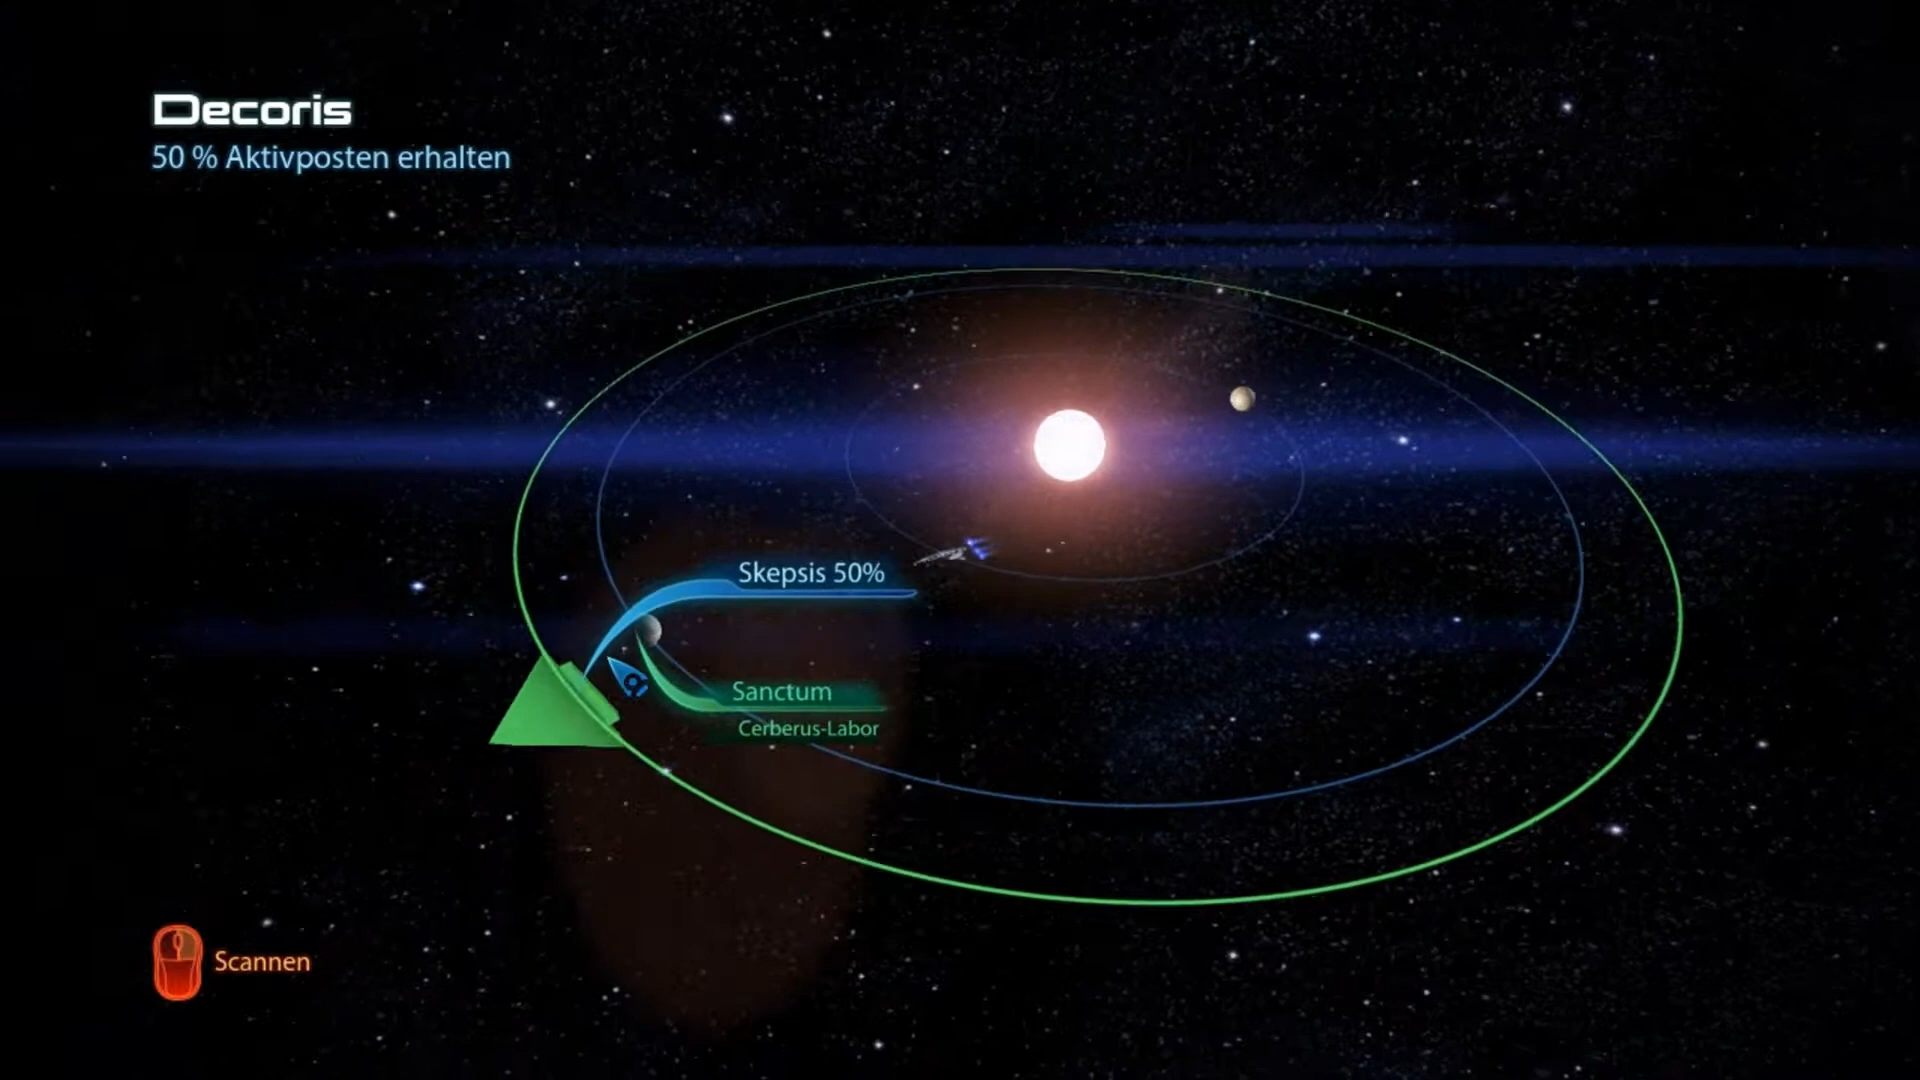 Decoris
50 % Aktivposten erhalten
Skepsis 50%
Sanctum
Cerberus-Labor
Scannen